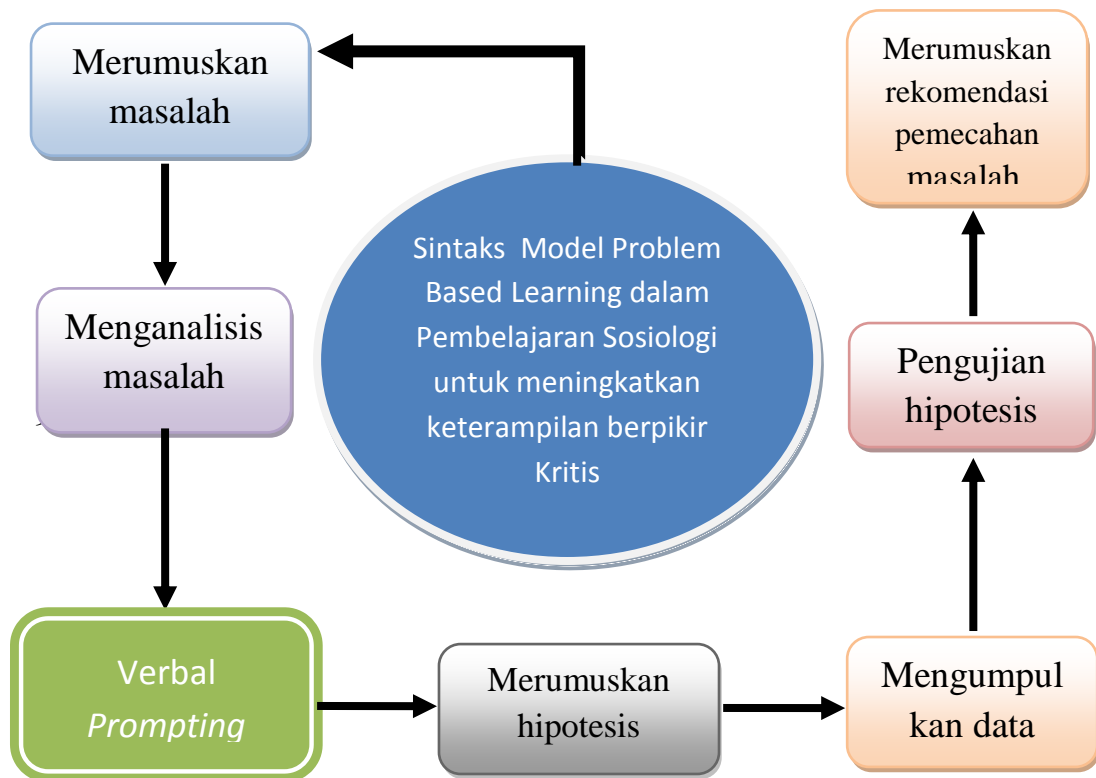 Merumuskan
masalah
Menganalisis
masalah
Verbal
Prompting
Merumuskan
hipotesis
Mengumpul
kan data
Pengujian
hipotesis
Merumuskan
rekomendasi
pemecahan
masalah
Sintaks Model Problem
Based Learning dalam
Pembelajaran Sosiologi
untuk meningkatkan
keterampilan berpikir
Kritis